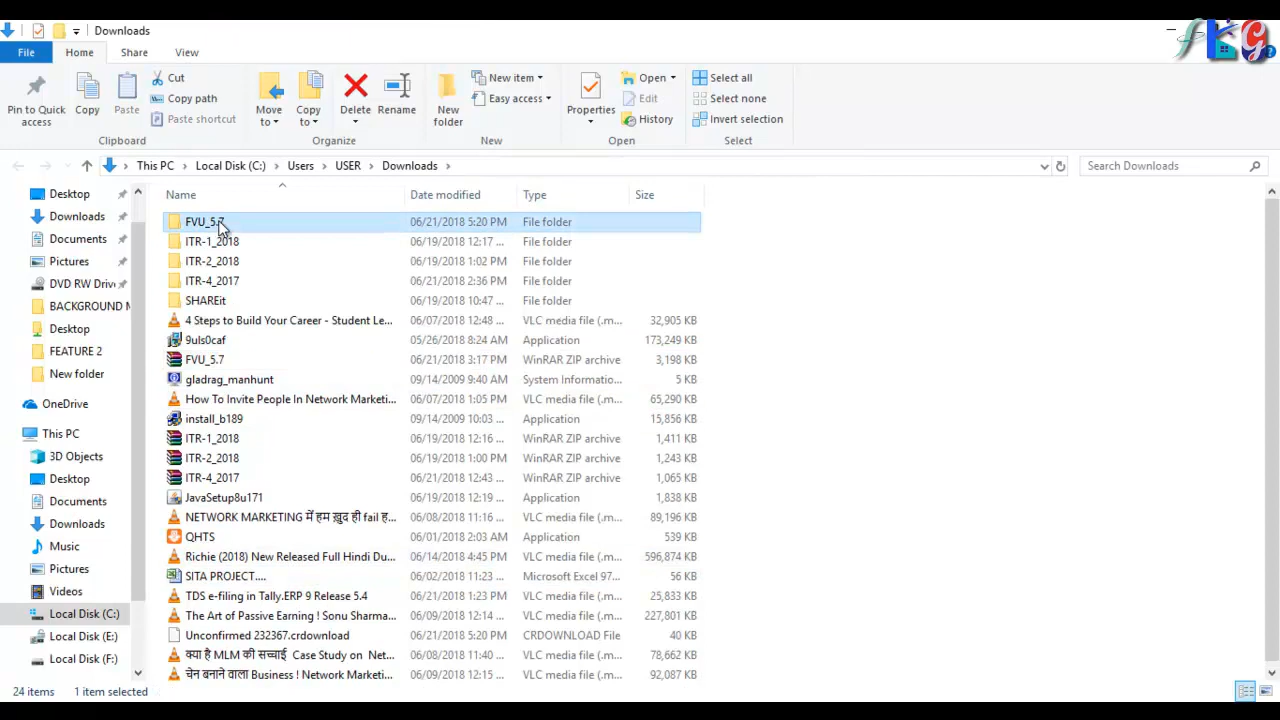 Downloads
File Home Share View
Pin to Quick access
Copy
Paste
Cut
Copy path
Paste shortcut
Clipboard
Move to
Copy to
Delete
Rename
Organize
New folder
New item
Easy access
New
Properties
Open
Edit
History
Open
Select all
Select none
Invert selection
Select
This PC Local Disk (C:) Users USER Downloads
Search Downloads
Desktop
Downloads
Documents
Pictures
DVD RW Driv
BACKGROUND M
Desktop
FEATURE 2
New folder
OneDrive
This PC
3D Objects
Desktop
Documents
Downloads
Music
Pictures
Videos
Local Disk (C:)
Local Disk (E:)
Local Disk (F:)
Name Date modified Type Size
FVU_5.7 06/21/2018 5:20 PM File folder
ITR-1_2018 06/19/2018 12:17 ... File folder
ITR-2_2018 06/19/2018 1:02 PM File folder
ITR-4_2017 06/21/2018 2:36 PM File folder
SHAREit 06/19/2018 10:47 ... File folder
4 Steps to Build Your Career - Student Le... 06/07/2018 12:48 ... VLC media file (.m... 32,905 KB
9uls0caf 05/26/2018 8:24 AM Application 173,249 KB
FVU_5.7 06/21/2018 3:17 PM WinRAR ZIP archive 3,198 KB
gladrag_manhunt 09/14/2009 9:40 AM System Informatio... 5 KB
How To Invite People In Network Marketi... 06/07/2018 1:05 PM VLC media file (.m... 65,290 KB
install_b189 09/14/2009 10:03 ... Application 15,856 KB
ITR-1_2018 06/19/2018 12:16 ... WinRAR ZIP archive 1,411 KB
ITR-2_2018 06/19/2018 1:00 PM WinRAR ZIP archive 1,243 KB
ITR-4_2017 06/21/2018 12:43 ... WinRAR ZIP archive 1,065 KB
JavaSetup8u171 06/19/2018 12:19 ... Application 1,838 KB
NETWORK MARKETING में हम ख़ुद ही fail ह... 06/08/2018 11:16 ... VLC media file (.m... 89,196 KB
QHTS 06/01/2018 2:03 AM Application 539 KB
Richie (2018) New Released Full Hindi Du... 06/14/2018 4:45 PM VLC media file (.m... 596,874 KB
SITA PROJECT.... 06/02/2018 11:23 ... Microsoft Excel 97... 56 KB
TDS e-filing in Tally.ERP 9 Release 5.4 06/21/2018 1:23 PM VLC media file (.m... 25,833 KB
The Art of Passive Earning ! Sonu Sharma... 06/09/2018 12:14 ... VLC media file (.m... 227,801 KB
Unconfirmed 232367.crdownload 06/21/2018 5:20 PM CRDOWNLOAD File 40 KB
क्या है MLM की सच्चाई Case Study on Net... 06/08/2018 11:40 ... VLC media file (.m... 78,662 KB
चेन बनाने वाला Business ! Network Marketi... 06/09/2018 12:15 ... VLC media file (.m... 92,087 KB
24 items 1 item selected